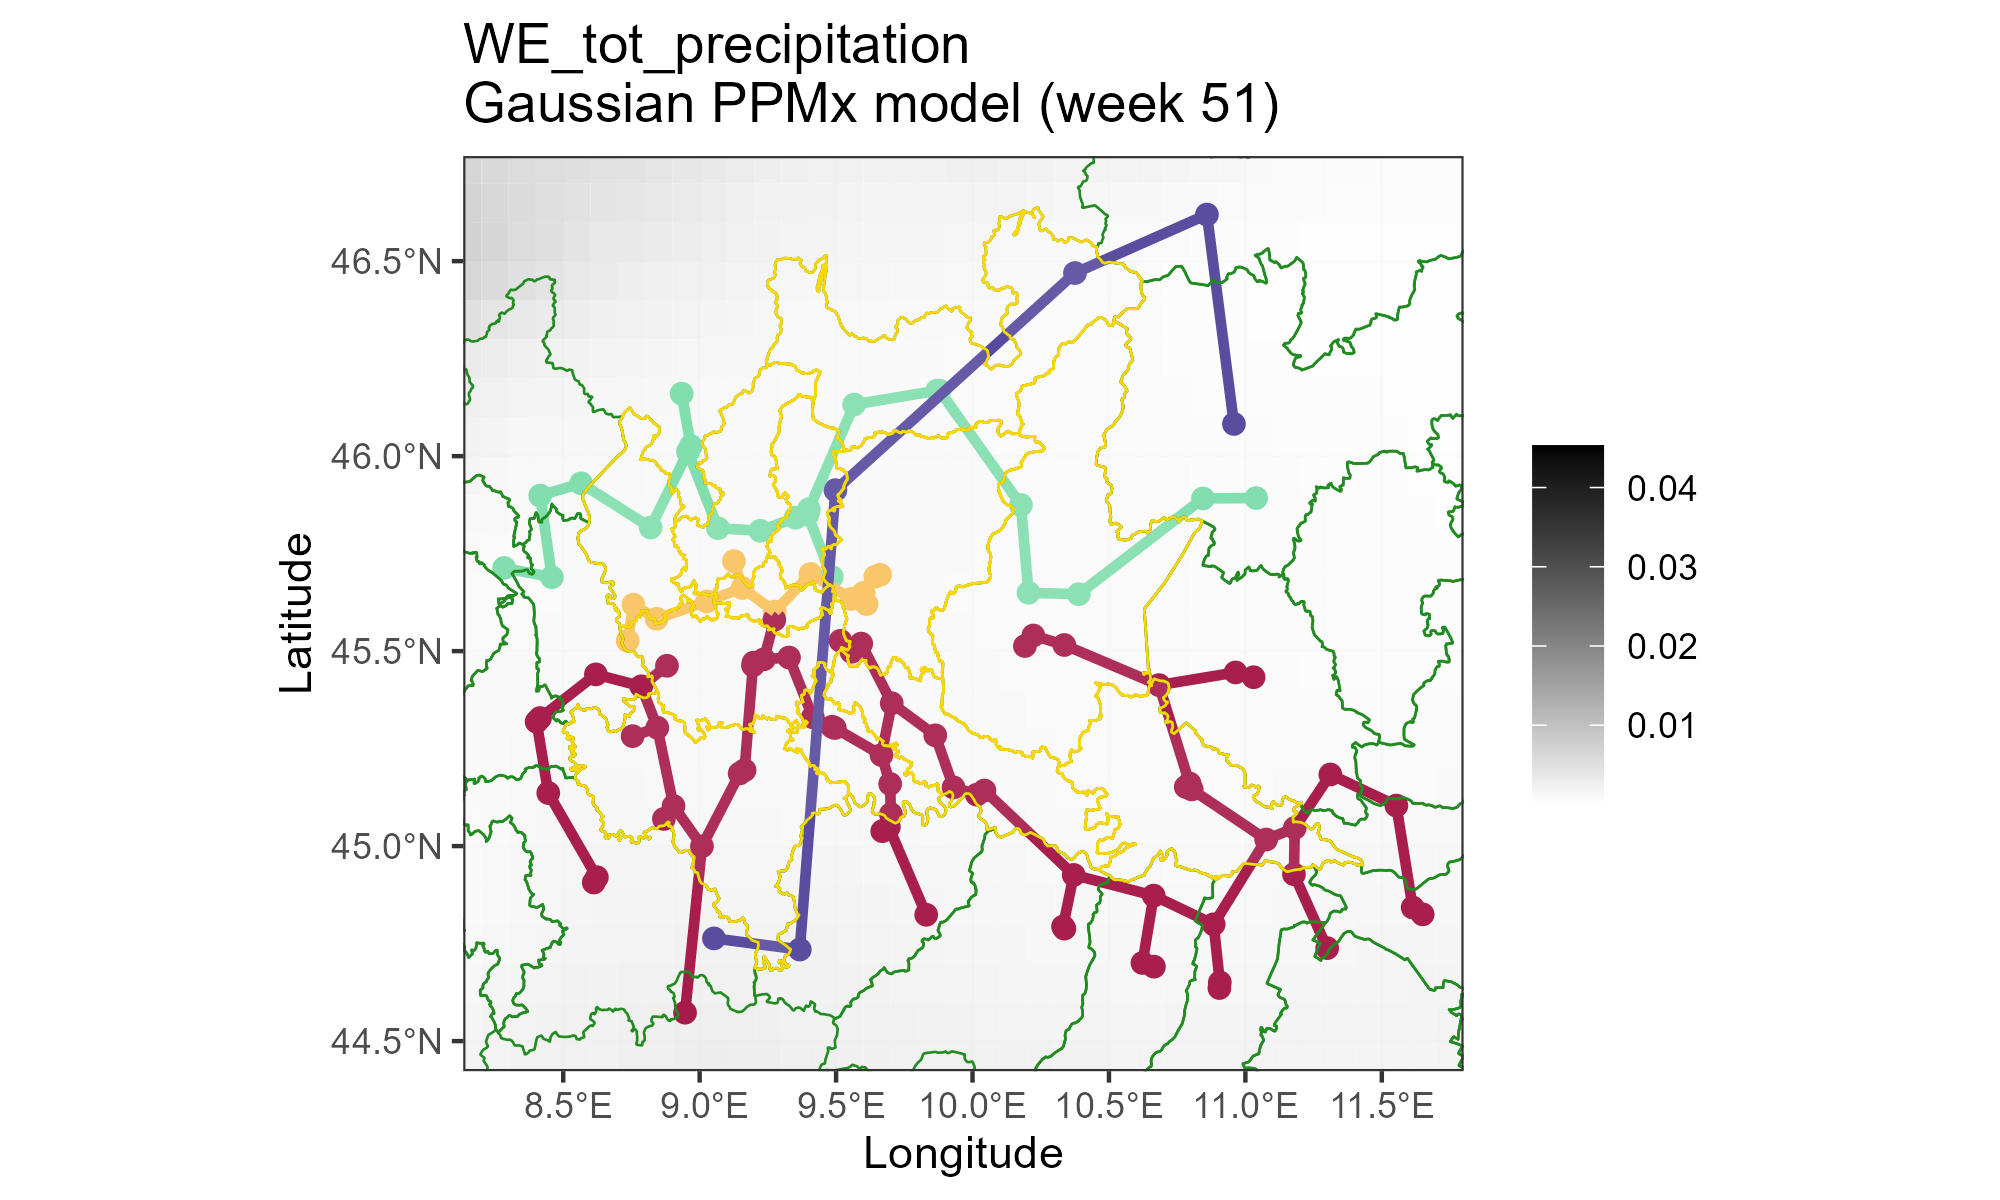 WE_tot_precipitation
Gaussian PPMx model (week 51)
46.5°N
46.0°N
45.5°N
45.0°N
44.5°N
Latitude
8.5°E
9.0°E
9.5°E
10.0°E
10.5°E
11.0°E
11.5°E
Longitude
0.04
0.03
0.02
0.01